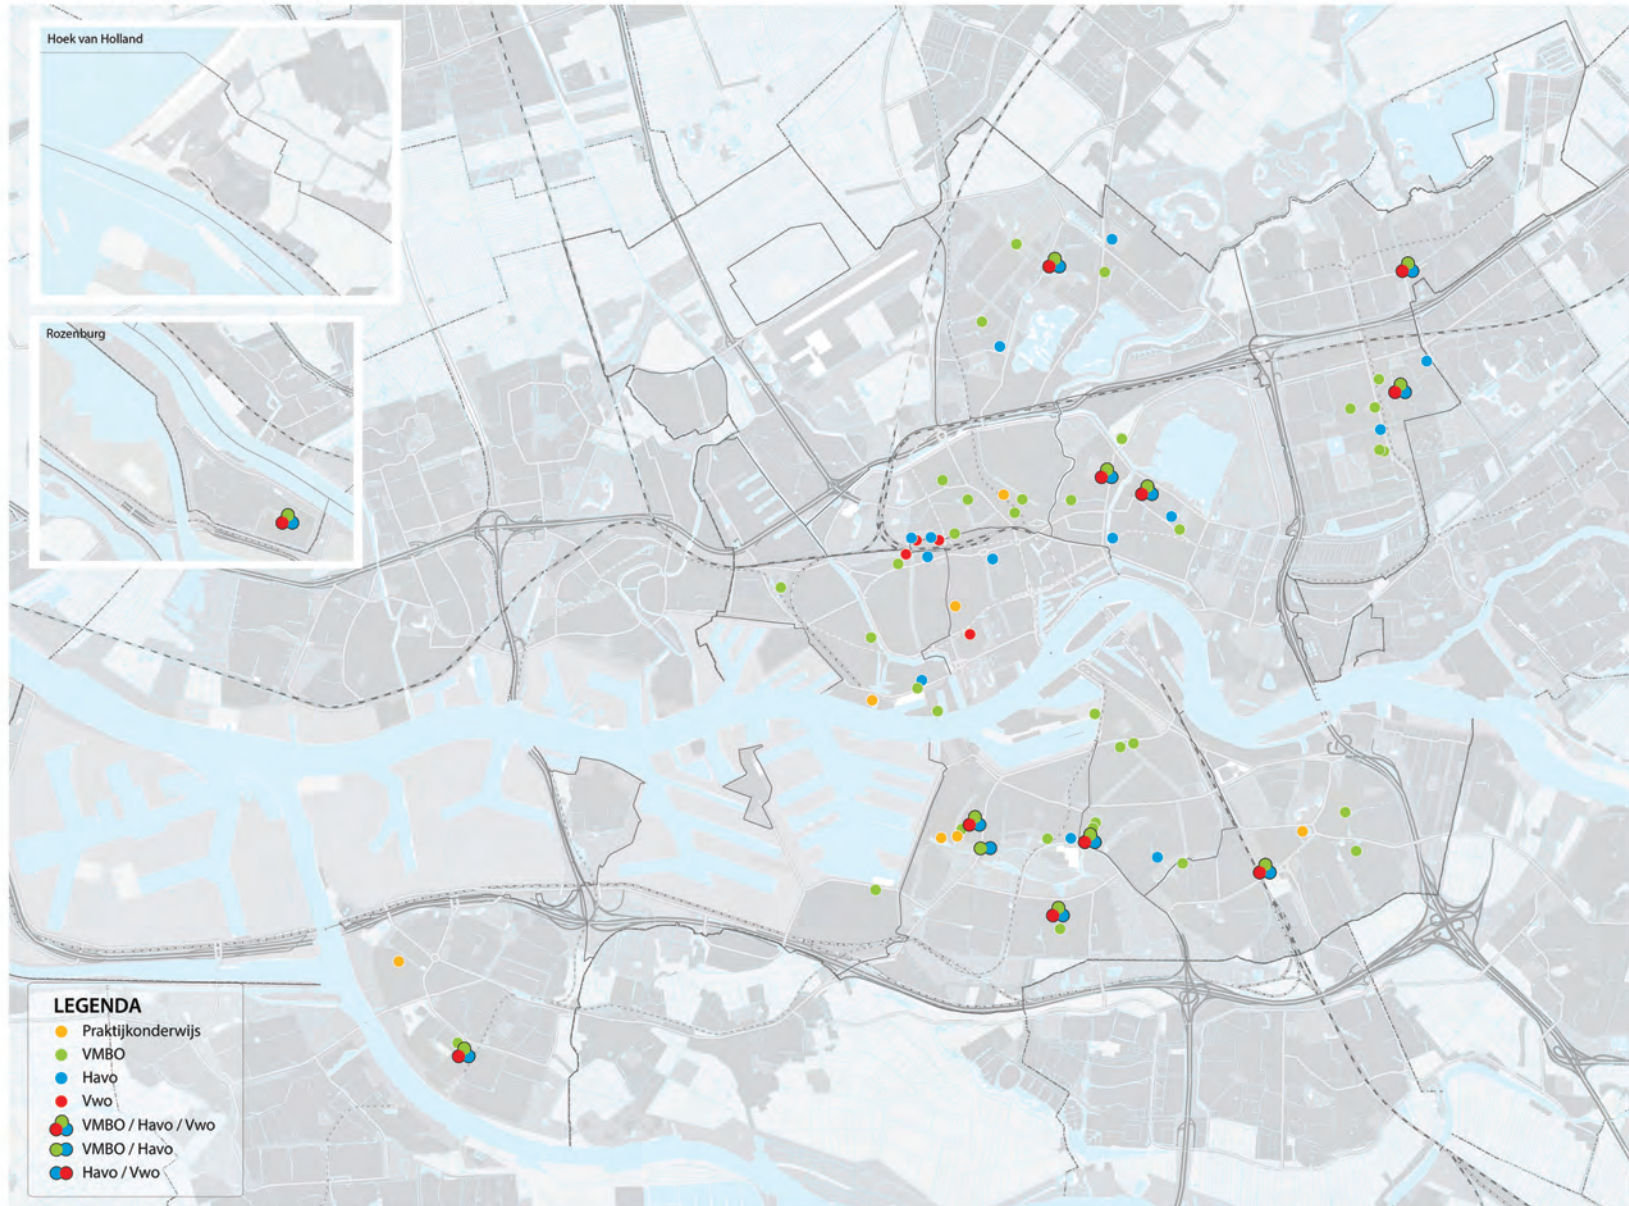 Hoek van Holland
Rozenburg
LEGENDA
Praktijkonderwijs
VMBO
Havo
Vwo
VMBO / Havo / Vwo
VMBO / Havo
Havo / Vwo